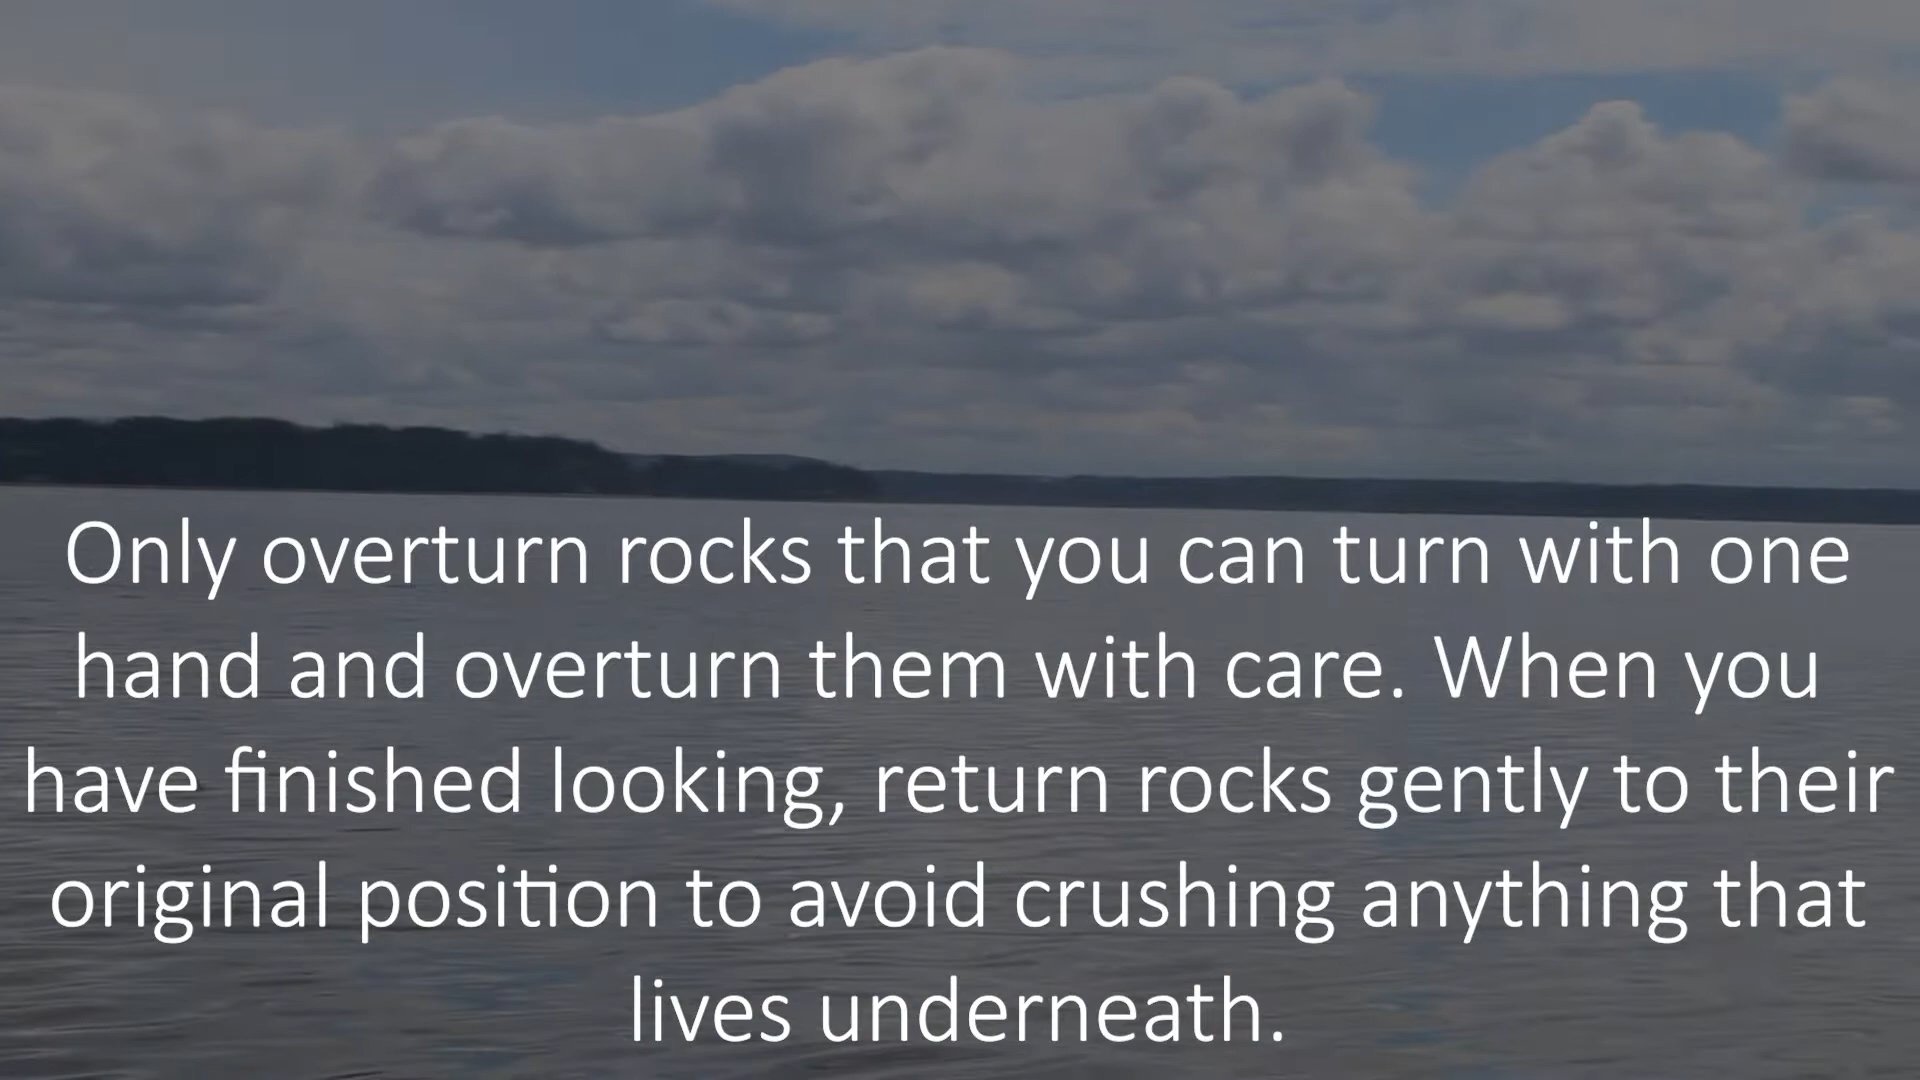 Only overturn rocks that you can turn with one
hand and overturn them with care. When you
have finished looking, return rocks gently to their
original position to avoid crushing anything that
lives underneath.